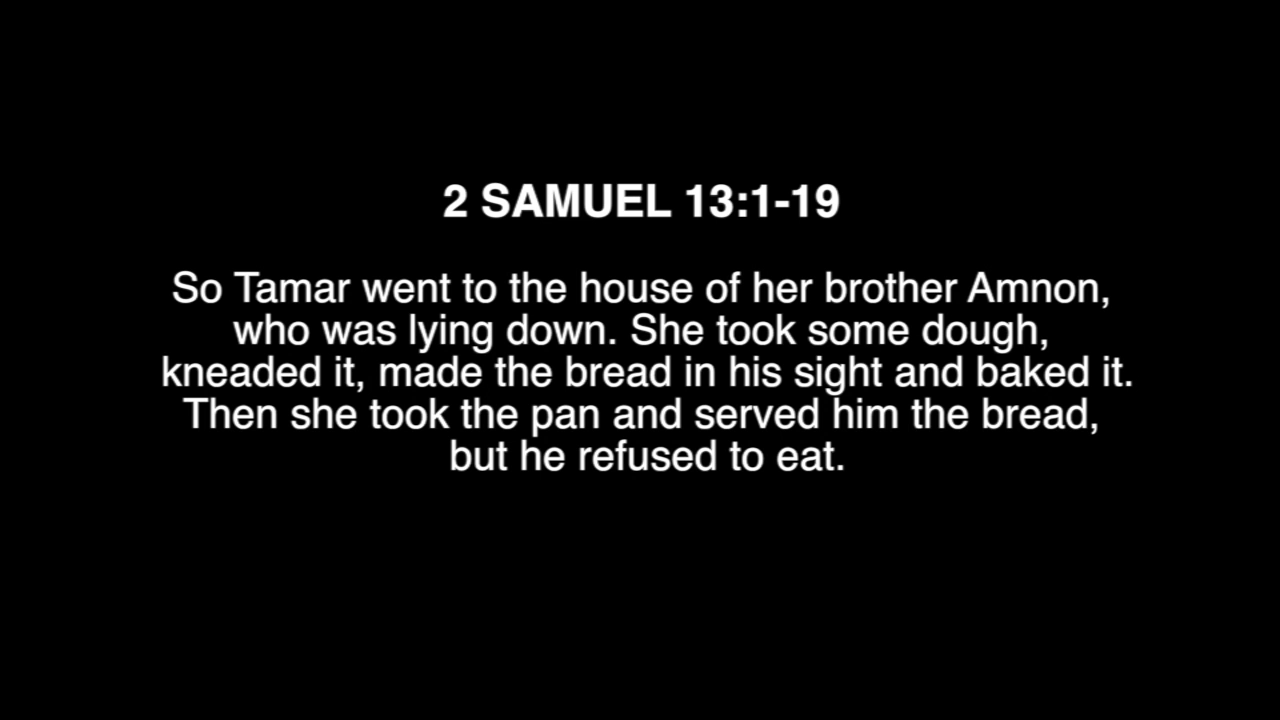 2 SAMUEL 13:1-19
So Tamar went to the house of her brother Amnon,
who was lying down. She took some dough,
kneaded it, made the bread in his sight and baked it.
Then she took the pan and served him the bread,
but he refused to eat.